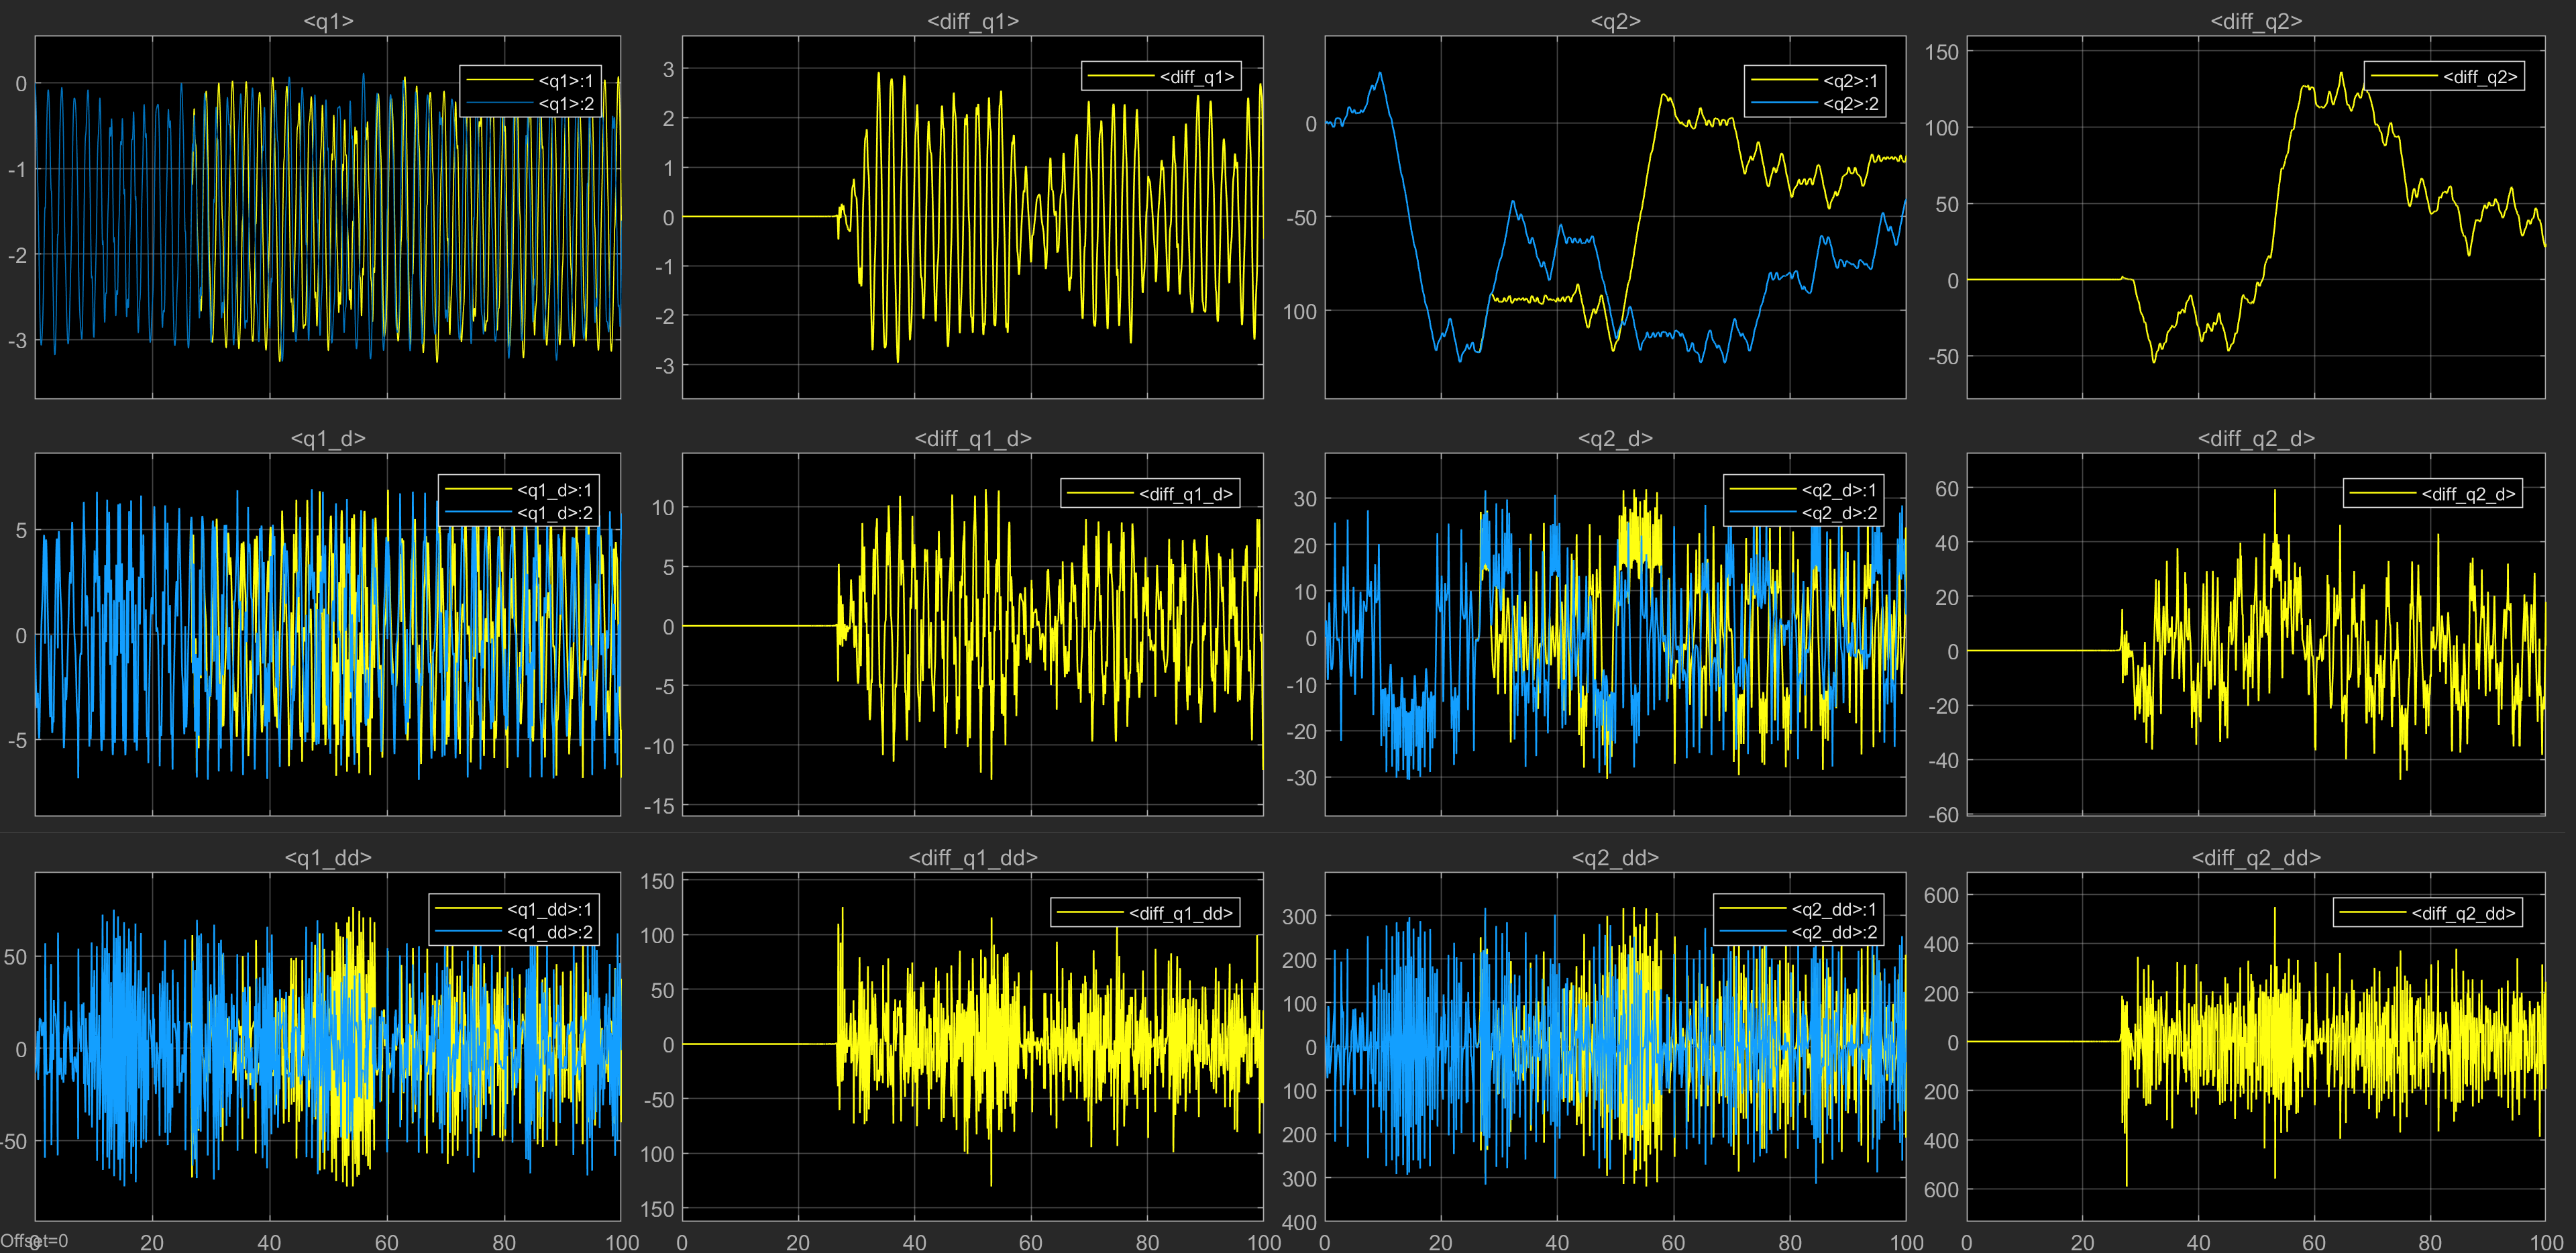 <q1>
<diff_q1>
<q2>
<diff_q2>
0
-1
-2
-3
<q1>:1
<q1>:2
3
2
1
0
-1
-2
-3
<diff_q1>
0
-50
100
<q2>:1
<q2>:2
150
100
50
0
-50
<diff_q2>
<q1_d>
<diff_q1_d>
<q2_d>
<diff_q2_d>
5
0
-5
<q1_d>:1
<q1_d>:2
10
5
0
-5
-10
-15
<diff_q1_d>
30
20
10
0
-10
-20
-30
<q2_d>:1
<q2_d>:2
60
40
20
0
-20
-40
-60
<diff_q2_d>
<q1_dd>
<diff_q1_dd>
<q2_dd>
<diff_q2_dd>
50
0
-50
<q1_dd>:1
<q1_dd>:2
150
100
50
0
-50
100
150
<diff_q1_dd>
300
200
100
0
100
200
300
400
<q2_dd>:1
<q2_dd>:2
600
400
200
0
200
400
600
<diff_q2_dd>
Offset=0
0 20 40 60 80 100
0 20 40 60 80 100
0 20 40 60 80 100
0 20 40 60 80 100